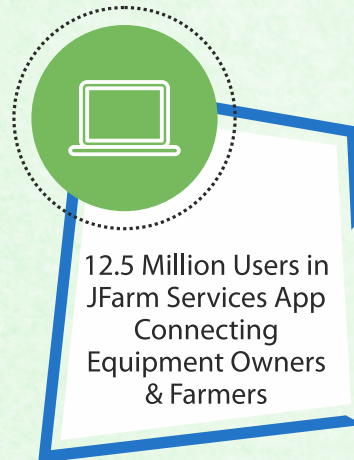 12.5 Million Users in
JFarm Services App
Connecting
Equipment Owners
& Farmers